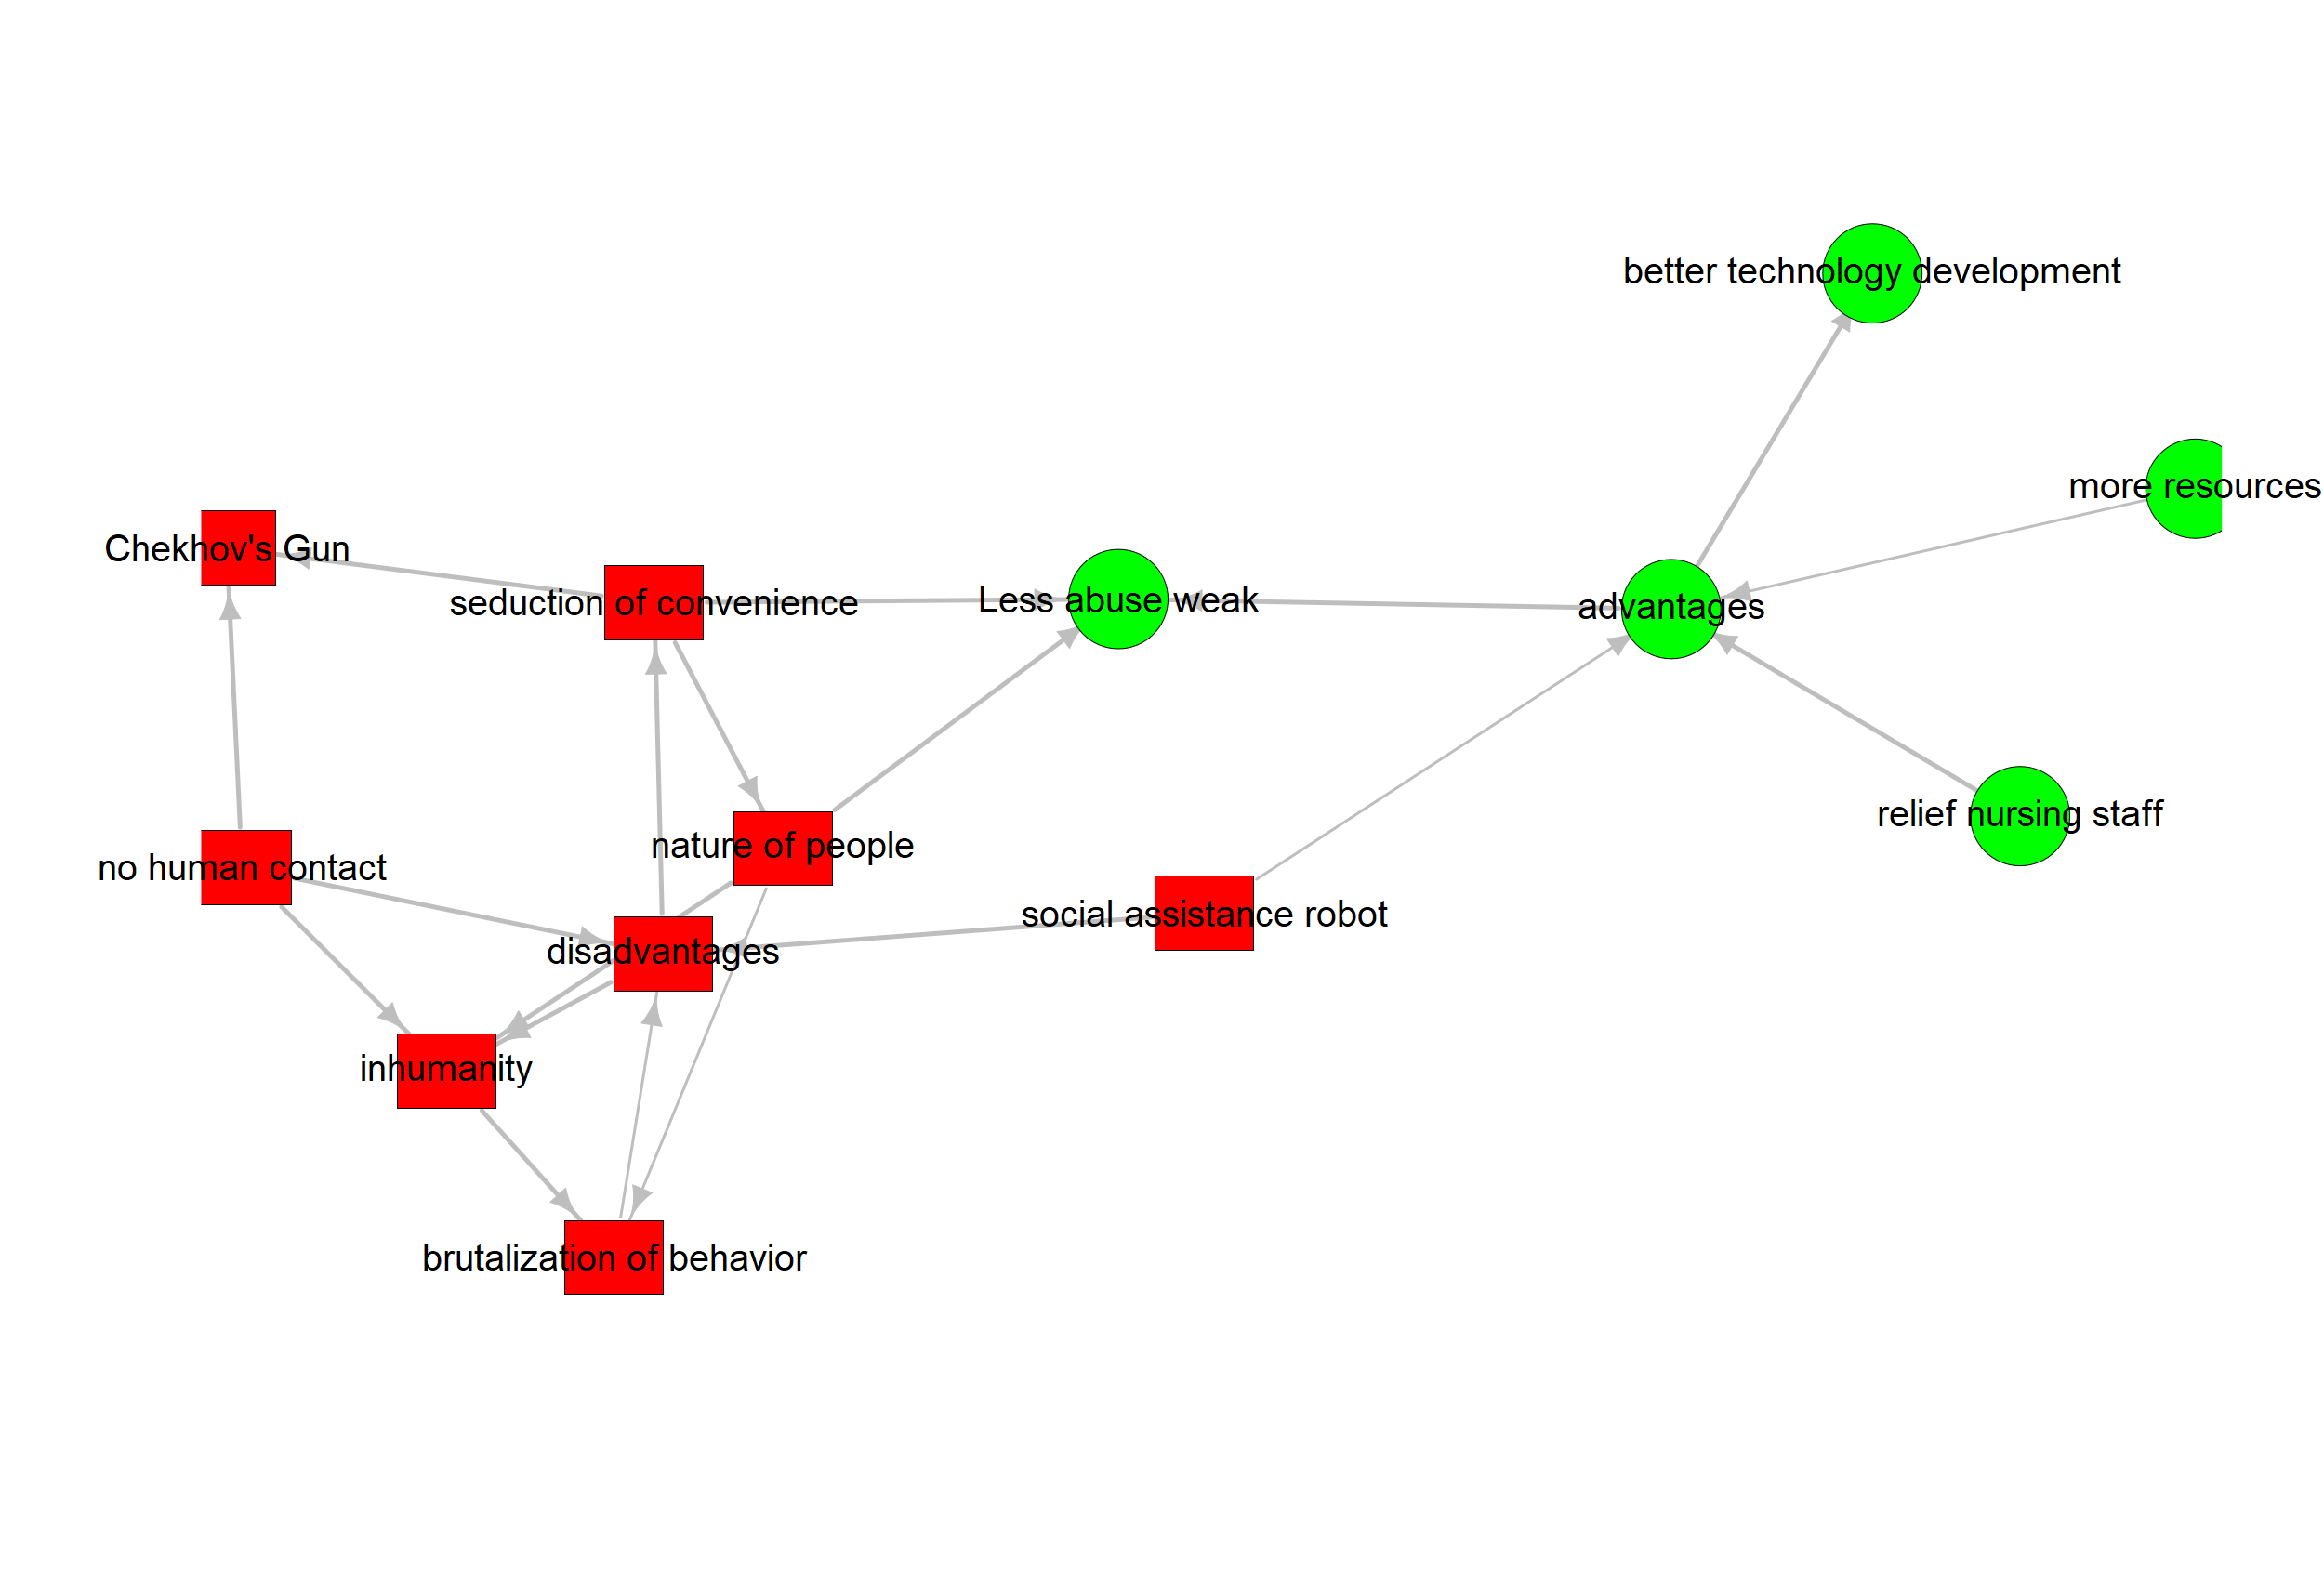 better technology development
more resources
Chekhov's Gun
seduction of convenience
Less abuse weak
advantages
relief nursing staff
nature of people
no human contact
social assistance robot
disadvantages
inhumanity
brutalization of behavior